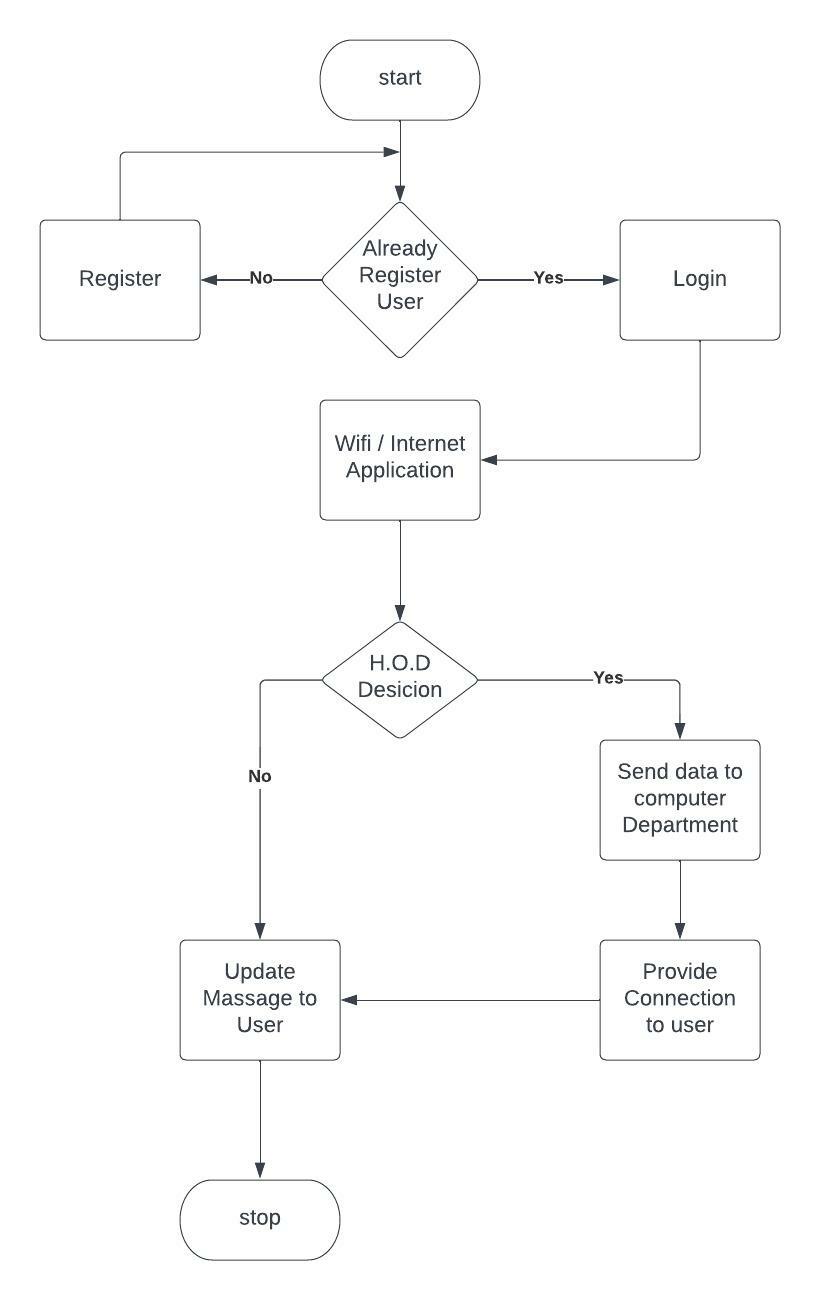 start
Already
Register
User
Register
No
Yes
Login
Wifi / Internet
Application
H.O.D
Desicion
Yes
No
Send data to
computer
Department
Update
Massage to
User
Provide
Connection
to user
stop